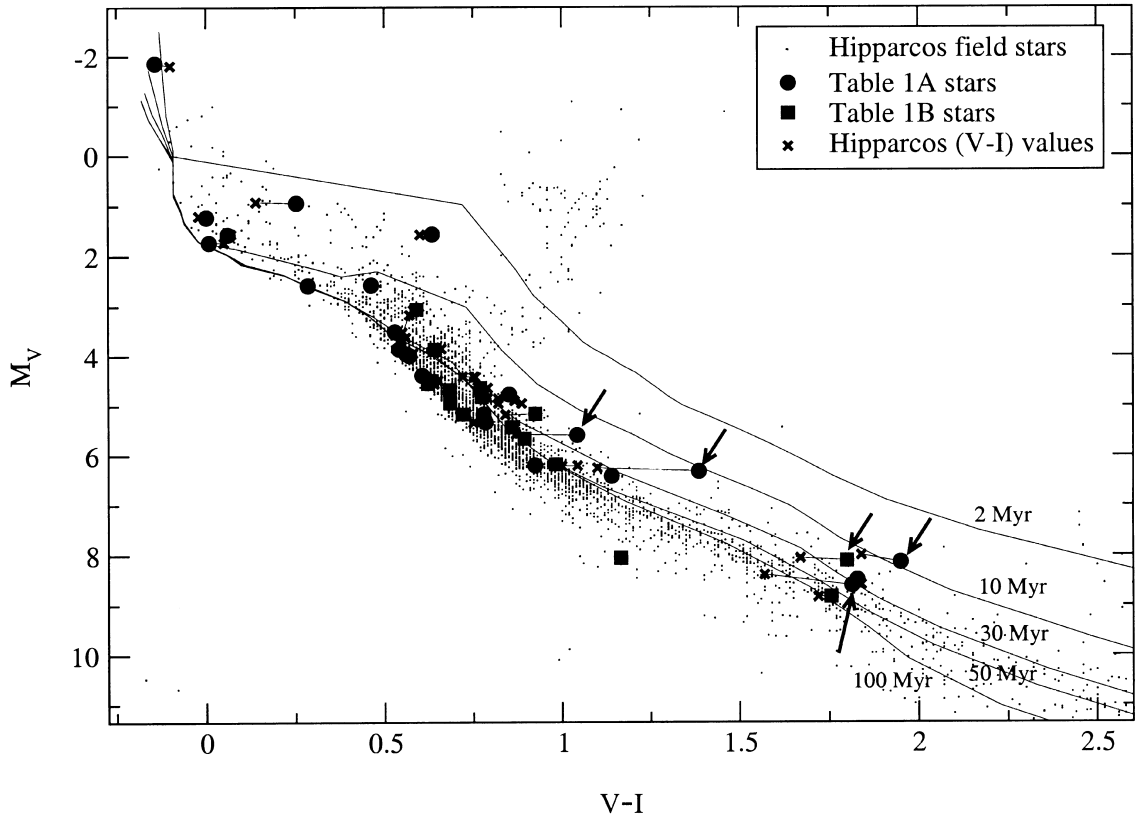 Hipparcos field stars
Table 1A stars
Table 1B stars
Hipparcos (V-I) values
-2
0
2
4
6
8
10
M_V
2 Myr
10 Myr
30 Myr
50 Myr
100 Myr
0
0.5
1
1.5
2
2.5
V-I